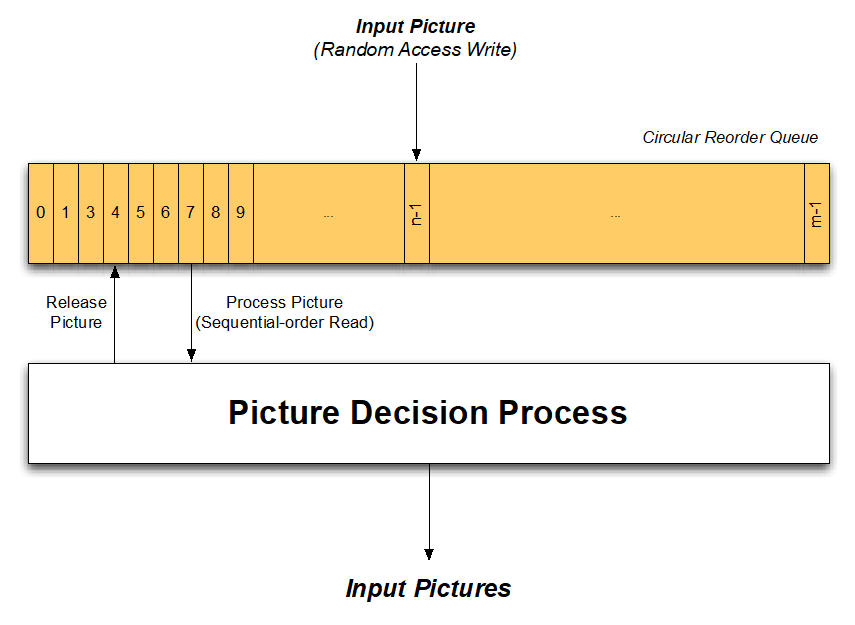 Input Picture
(Random Access Write)
Circular Reorder Queue
0 1 3 4 5 6 7 8 9 ... n-1 ... m-1
Release
Picture
Process Picture
(Sequential-order Read)
Picture Decision Process
Input Pictures